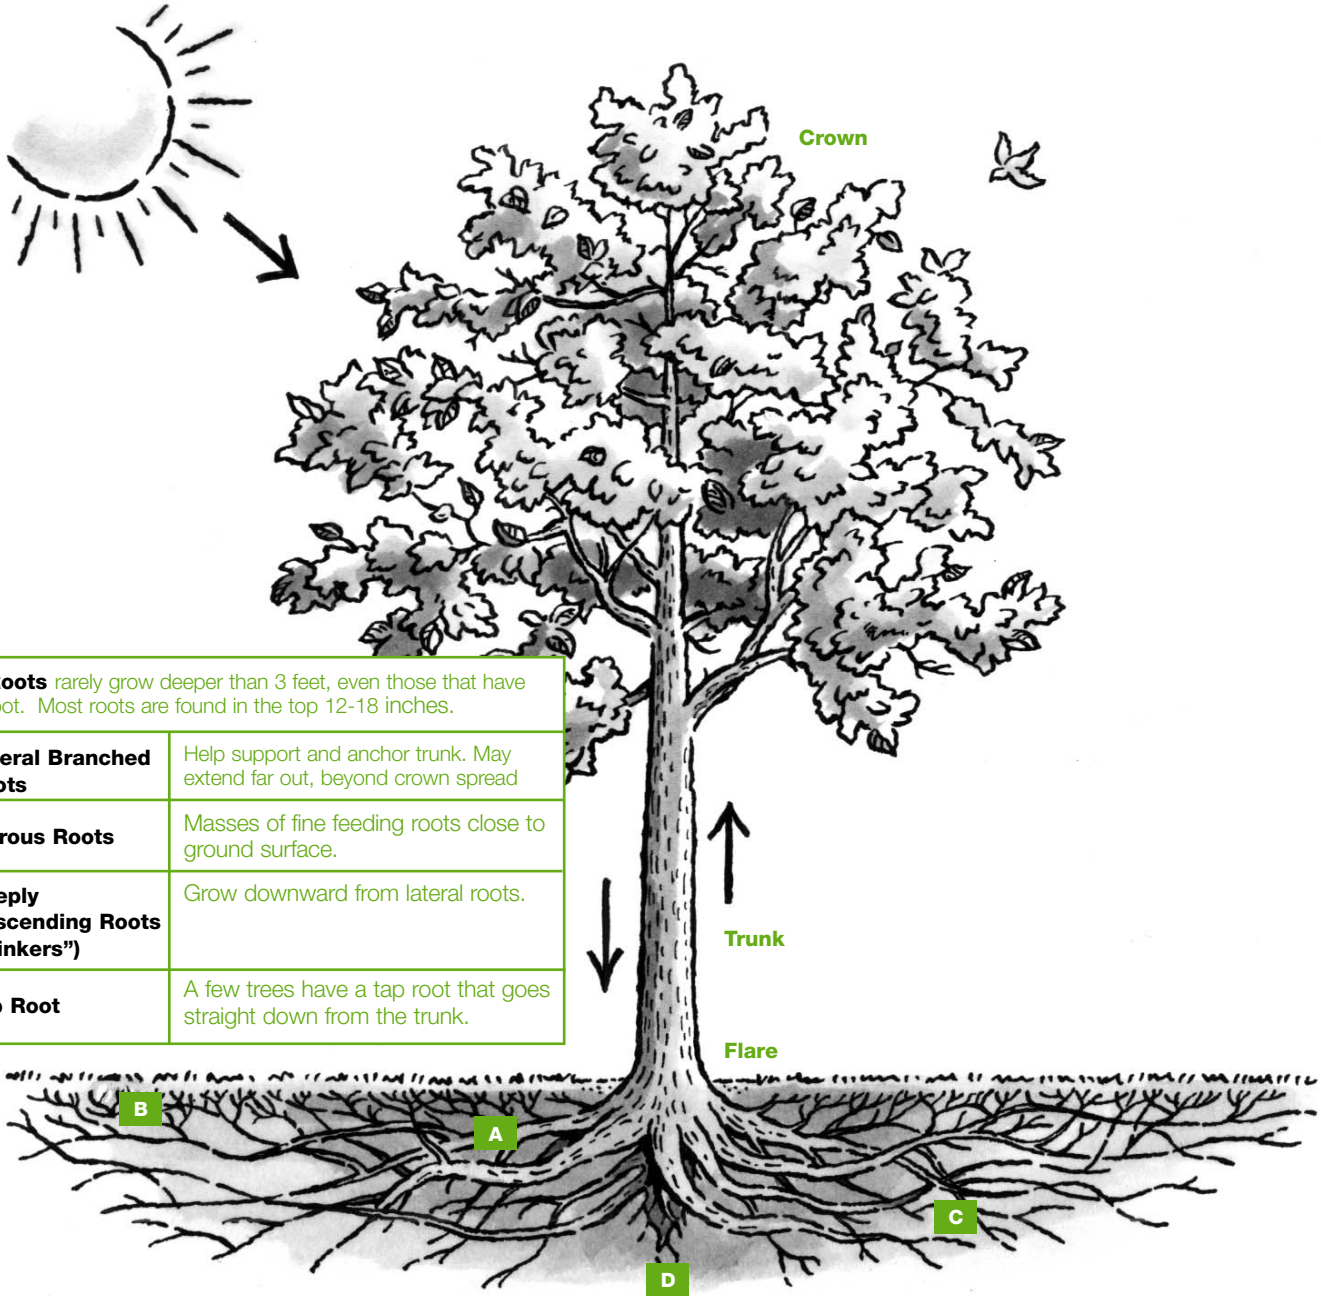 Crown
oots rarely grow deeper than 3 feet, even those that have
oot. Most roots are found in the top 12-18 inches.
eral Branched
ots
Help support and anchor trunk. May
extend far out, beyond crown spread
rous Roots
Masses of fine feeding roots close to
ground surface.
eply
scending Roots
inkers”)
Grow downward from lateral roots.
Root
A few trees have a tap root that goes
straight down from the trunk.
Trunk
Flare
B
A
C
D